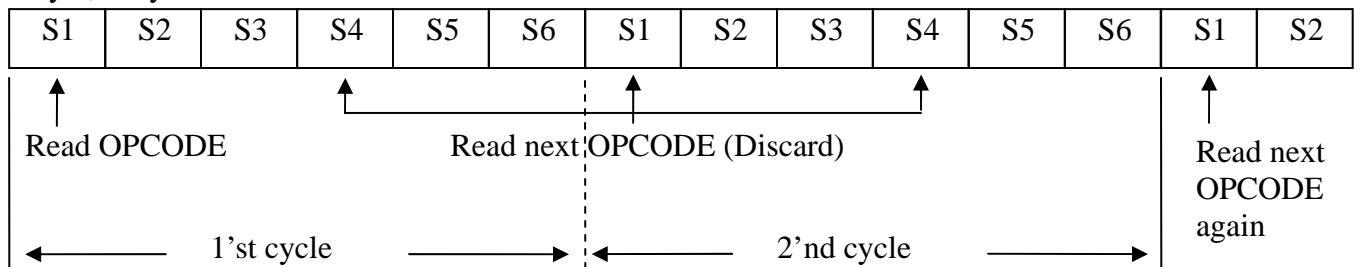 S1 S2 S3 S4 S5 S6 S1 S2 S3 S4 S5 S6 S1 S2
Read OPCODE
Read next OPCODE (Discard)
Read next
OPCODE
again
1'st cycle
2'nd cycle